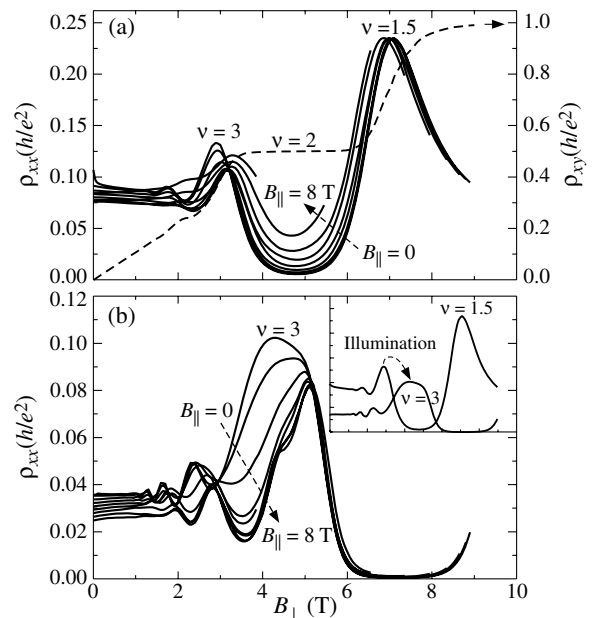 (a)
ν = 1.5
ν = 3
ν = 2
B∥ = 8 T
B∥ = 0
0.25
0.20
0.15
0.10
0.05
0.00
ρxx(h/e²)
1.0
0.8
0.6
0.4
0.2
0.0
ρxy(h/e²)
(b)
ν = 3
B∥ = 0
B∥ = 8 T
0.12
0.10
0.08
0.06
0.04
0.02
0.00
ρxx(h/e²)
ν = 1.5
Illumination
ν = 3
0 2 4 6 8 10
B⊥ (T)